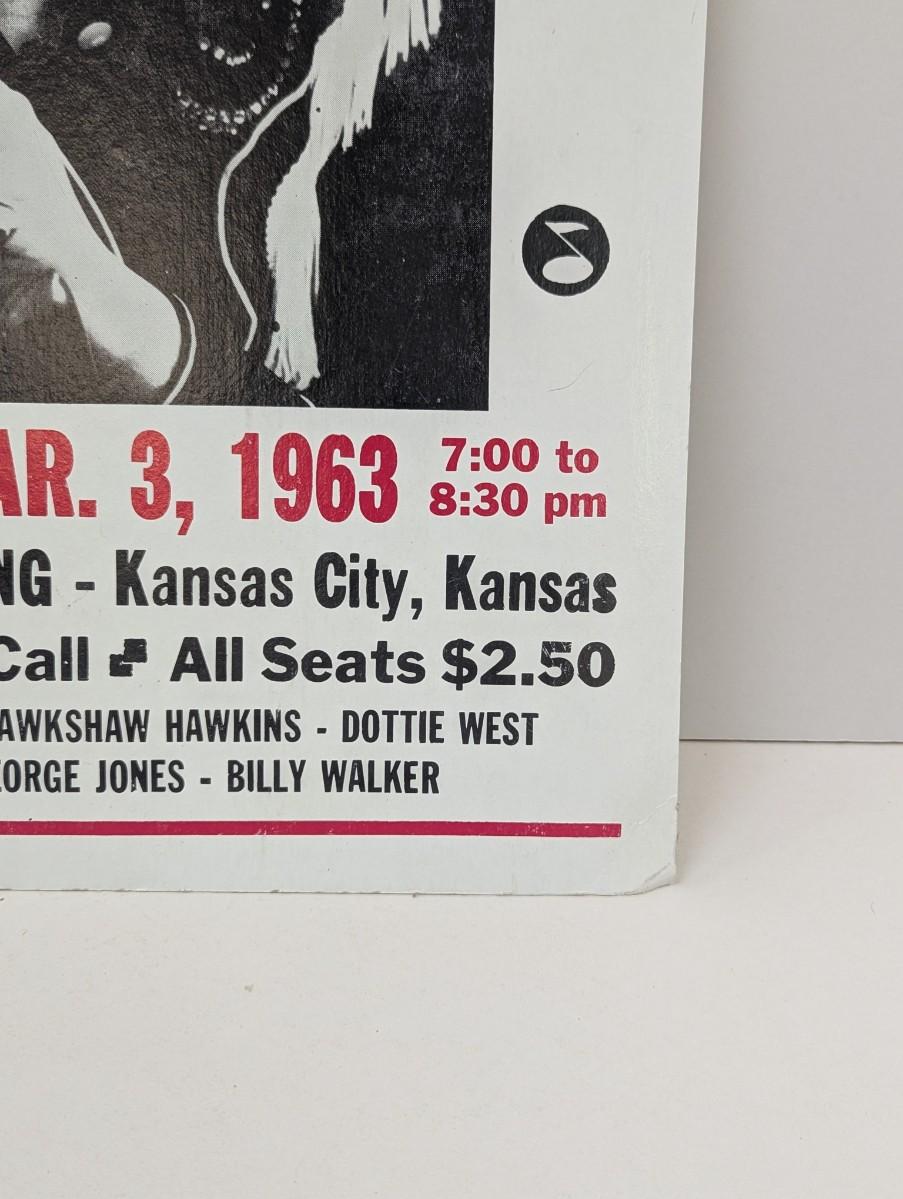 AR. 3, 1963
7:00 to
8:30 pm
NG - Kansas City, Kansas
Call All Seats $2.50
AWKSHAW HAWKINS - DOTTIE WEST
EORGE JONES - BILLY WALKER